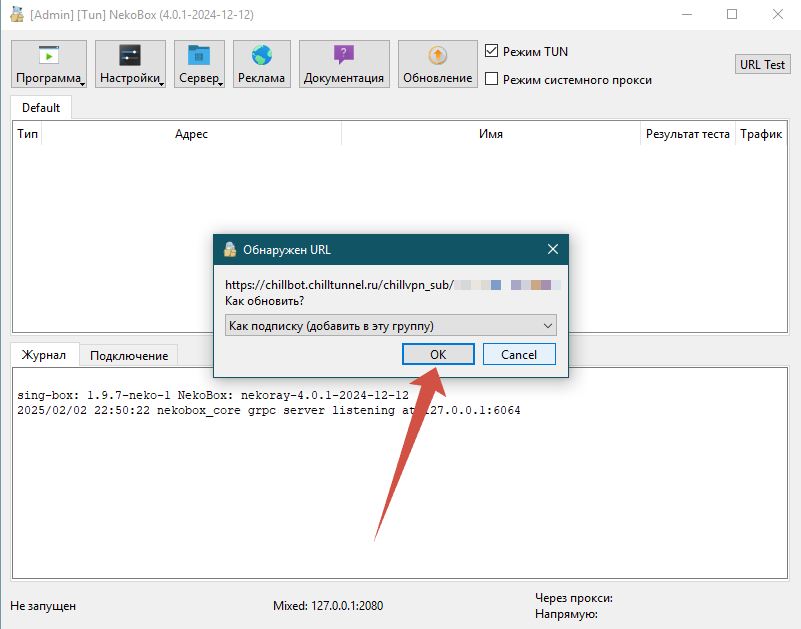 [Admin] [Tun] NekoBox (4.0.1-2024-12-12)
Программа
Настройки
Сервер
Реклама
Документация
Обновление
Режим TUN
Режим системного прокси
URL Test
Default
Тип
Адрес
Имя
Результат теста
Трафик
Обнаружен URL
https://chillbot.chilltunnel.ru/chillvpn_sub/
Как обновить?
Как подписку (добавить в эту группу)
OK
Cancel
Журнал
Подключение
sing-box: 1.9.7-neko-1 NekoBox: nekoray-4.0.1-2024-12-12
2025/02/02 22:50:22 nekobox_core grpc server listening at 127.0.0.1:6064
Не запущен
Mixed: 127.0.0.1:2080
Через прокси:
Напрямую: